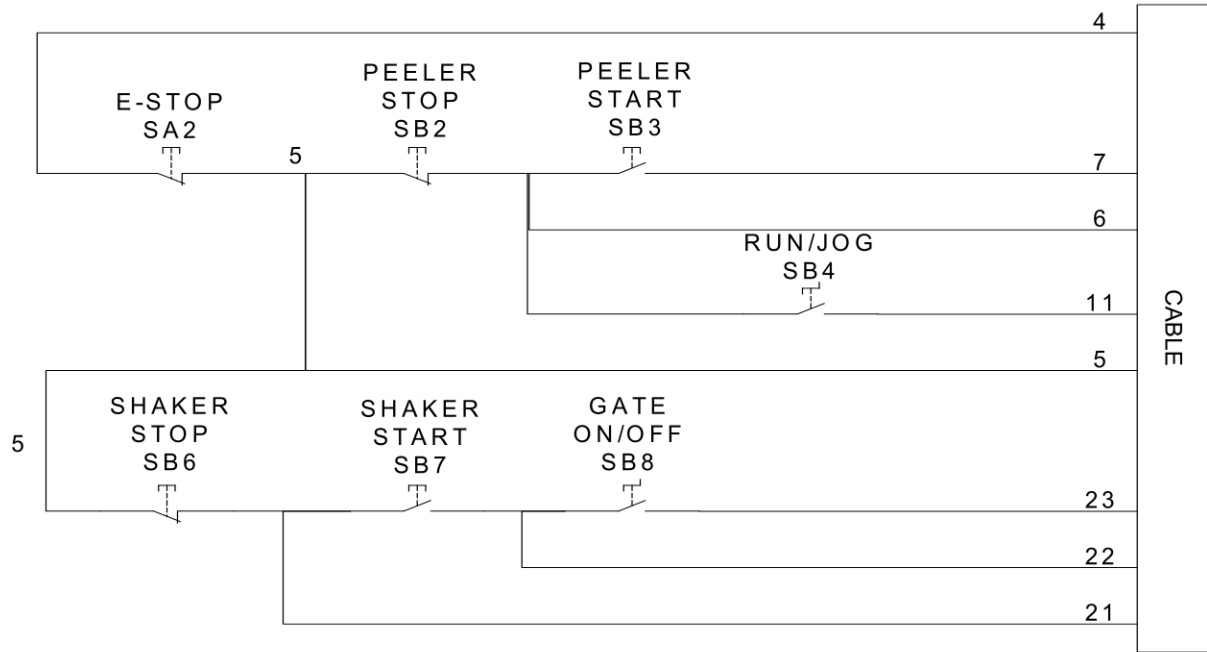 4
E-STOP
SA2
PEELER
STOP
SB2
PEELER
START
SB3
5
7
6
RUN/JOG
SB4
11
CABLE
5
SHAKER
STOP
SB6
SHAKER
START
SB7
GATE
ON/OFF
SB8
5
23
22
21